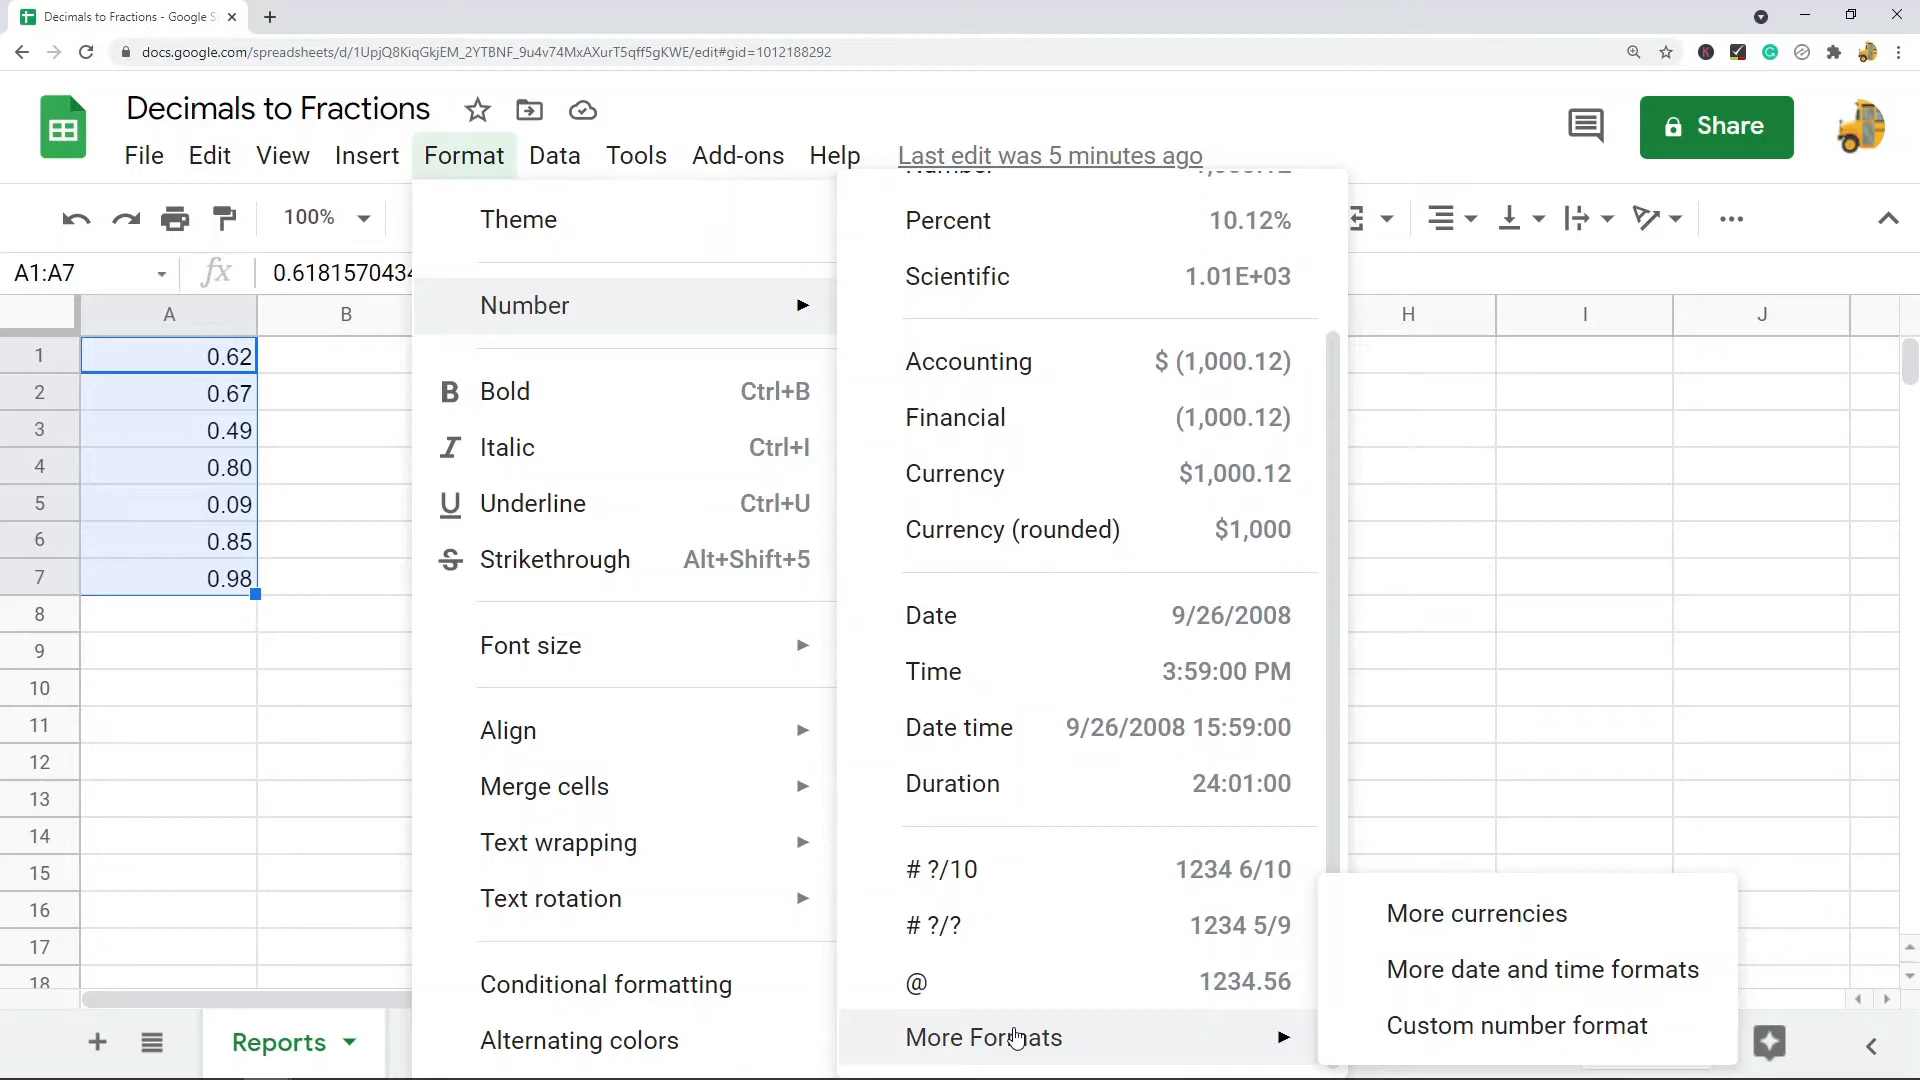 Decimals to Fractions - Google S
docs.google.com/spreadsheets/d/1UpjQ8KiqGkjEM_2YTBNF_9u4v74MxAXurT5qff5gKWE/edit#gid=1012188292
Decimals to Fractions
Share
File Edit View Insert Format Data Tools Add-ons Help Last edit was 5 minutes ago
100%
A1:A7
fx
0.6181570434
A B H I J
1 0.62
2 0.67
3 0.49
4 0.80
5 0.09
6 0.85
7 0.98
8
9
10
11
12
13
14
15
16
17
18
Theme
Number
B Bold Ctrl+B
I Italic Ctrl+I
U Underline Ctrl+U
S Strikethrough Alt+Shift+5
Font size
Align
Merge cells
Text wrapping
Text rotation
Conditional formatting
Alternating colors
Number 1,000.12
Percent 10.12%
Scientific 1.01E+03
Accounting $ (1,000.12)
Financial (1,000.12)
Currency $1,000.12
Currency (rounded) $1,000
Date 9/26/2008
Time 3:59:00 PM
Date time 9/26/2008 15:59:00
Duration 24:01:00
# ?/10 1234 6/10
# ?/? 1234 5/9
@ 1234.56
More Formats
More currencies
More date and time formats
Custom number format
Reports